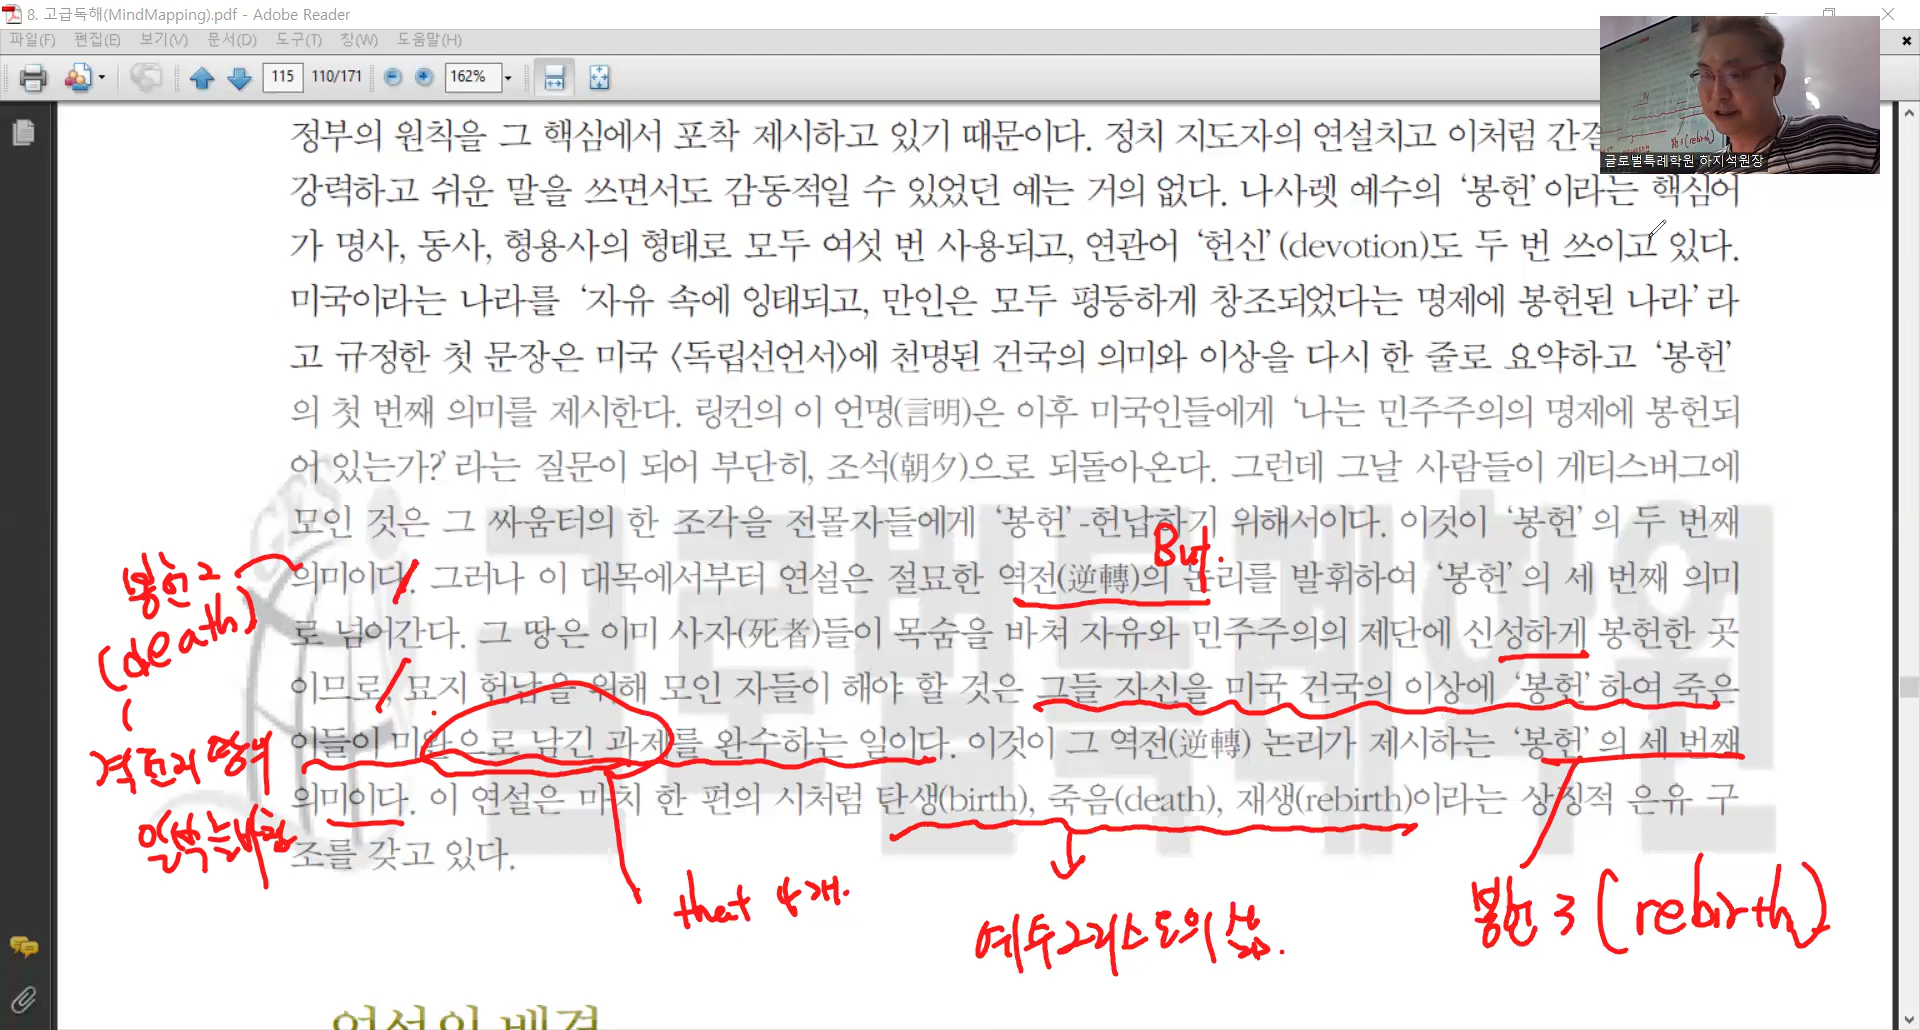 8. 고급독해(MindMapping).pdf - Adobe Reader
파일(F) 편집(E) 보기(V) 문서(D) 도구(T) 창(W) 도움말(H)
115 110/171 162%
글로벌특례학원 하지석원장
정부의 원칙을 그 핵심에서 포착 제시하고 있기 때문이다. 정치 지도자의 연설치고 이처럼 간결
강력하고 쉬운 말을 쓰면서도 감동적일 수 있었던 예는 거의 없다. 나사렛 예수의 ‘봉헌’이라는 핵심어
가 명사, 동사, 형용사의 형태로 모두 여섯 번 사용되고, 연관어 ‘헌신’(devotion)도 두 번 쓰이고 있다.
미국이라는 나라를 ‘자유 속에 잉태되고, 만인은 모두 평등하게 창조되었다는 명제에 봉헌된 나라’라
고 규정한 첫 문장은 미국 〈독립선언서〉에 천명된 건국의 의미와 이상을 다시 한 줄로 요약하고 ‘봉헌’
의 첫 번째 의미를 제시한다. 링컨의 이 언명(言明)은 이후 미국인들에게 ‘나는 민주주의의 명제에 봉헌되
어 있는가?’라는 질문이 되어 부단히, 조석(朝夕)으로 되돌아온다. 그런데 그날 사람들이 게티스버그에
모인 것은 그 싸움터의 한 조각을 전몰자들에게 ‘봉헌’-헌납하기 위해서이다. 이것이 ‘봉헌’의 두 번째
But.
의미이다. 그러나 이 대목에서부터 연설은 절묘한 역전(逆轉)의 논리를 발휘하여 ‘봉헌’의 세 번째 의미
로 넘어간다. 그 땅은 이미 사자(死者)들이 목숨을 바쳐 자유와 민주주의의 제단에 신성하게 봉헌한 곳
이므로, 묘지 헌납을 위해 모인 자들이 해야 할 것은 그들 자신을 미국 건국의 이상에 ‘봉헌’하여 죽은
이들이 미완으로 남긴 과제를 완수하는 일이다. 이것이 그 역전(逆轉) 논리가 제시하는 ‘봉헌’의 세 번째
의미이다. 이 연설은 마치 한 편의 시처럼 탄생(birth), 죽음(death), 재생(rebirth)이라는 상징적 은유 구
조를 갖고 있다.
봉헌2
(death)
격전지 땅의
that 4개.
예수그리스도의 삶.
봉헌 3 (rebirth)
글로벌특례학원
연설의 배경